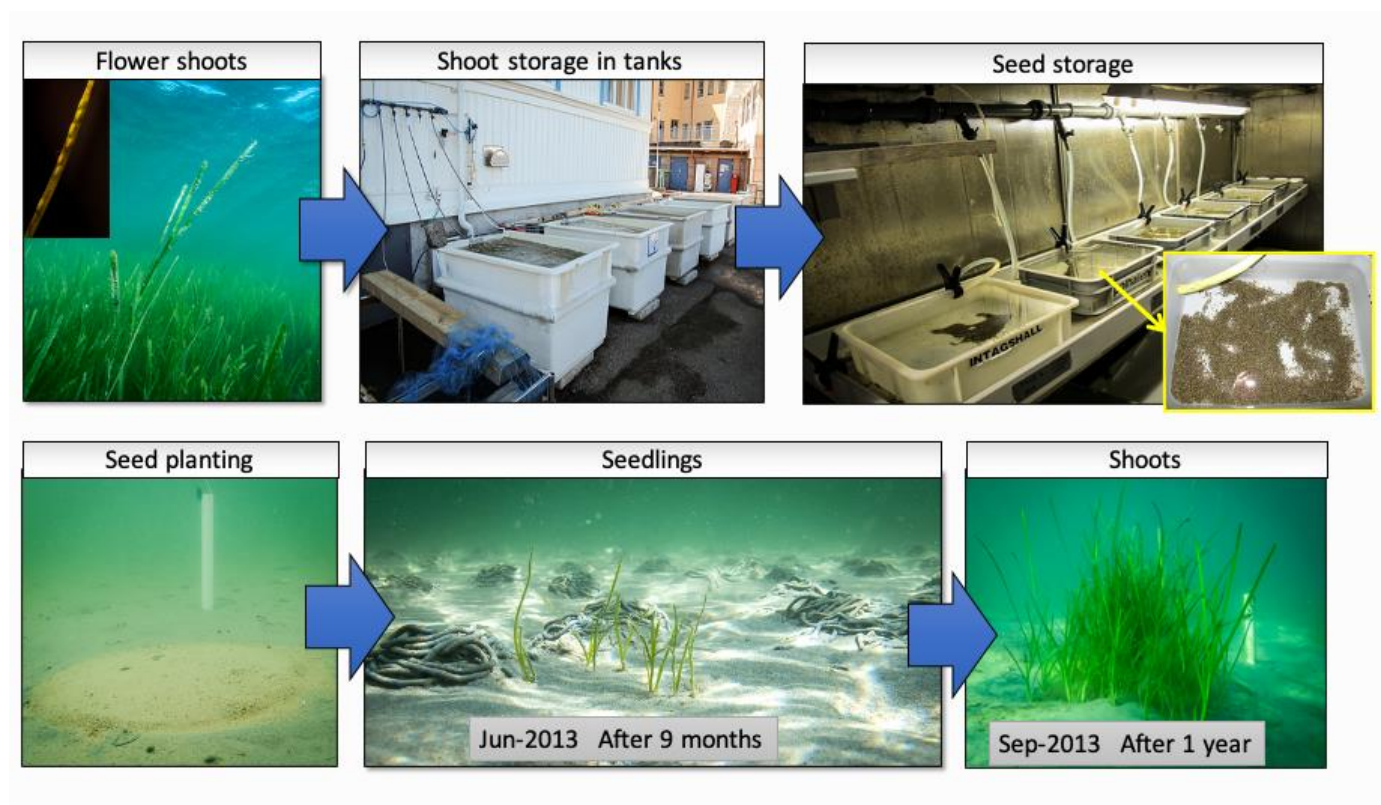 Flower shoots
Shoot storage in tanks
Seed storage
INTAGSHALL
Seed planting
Seedlings
Shoots
Jun-2013 After 9 months
Sep-2013 After 1 year